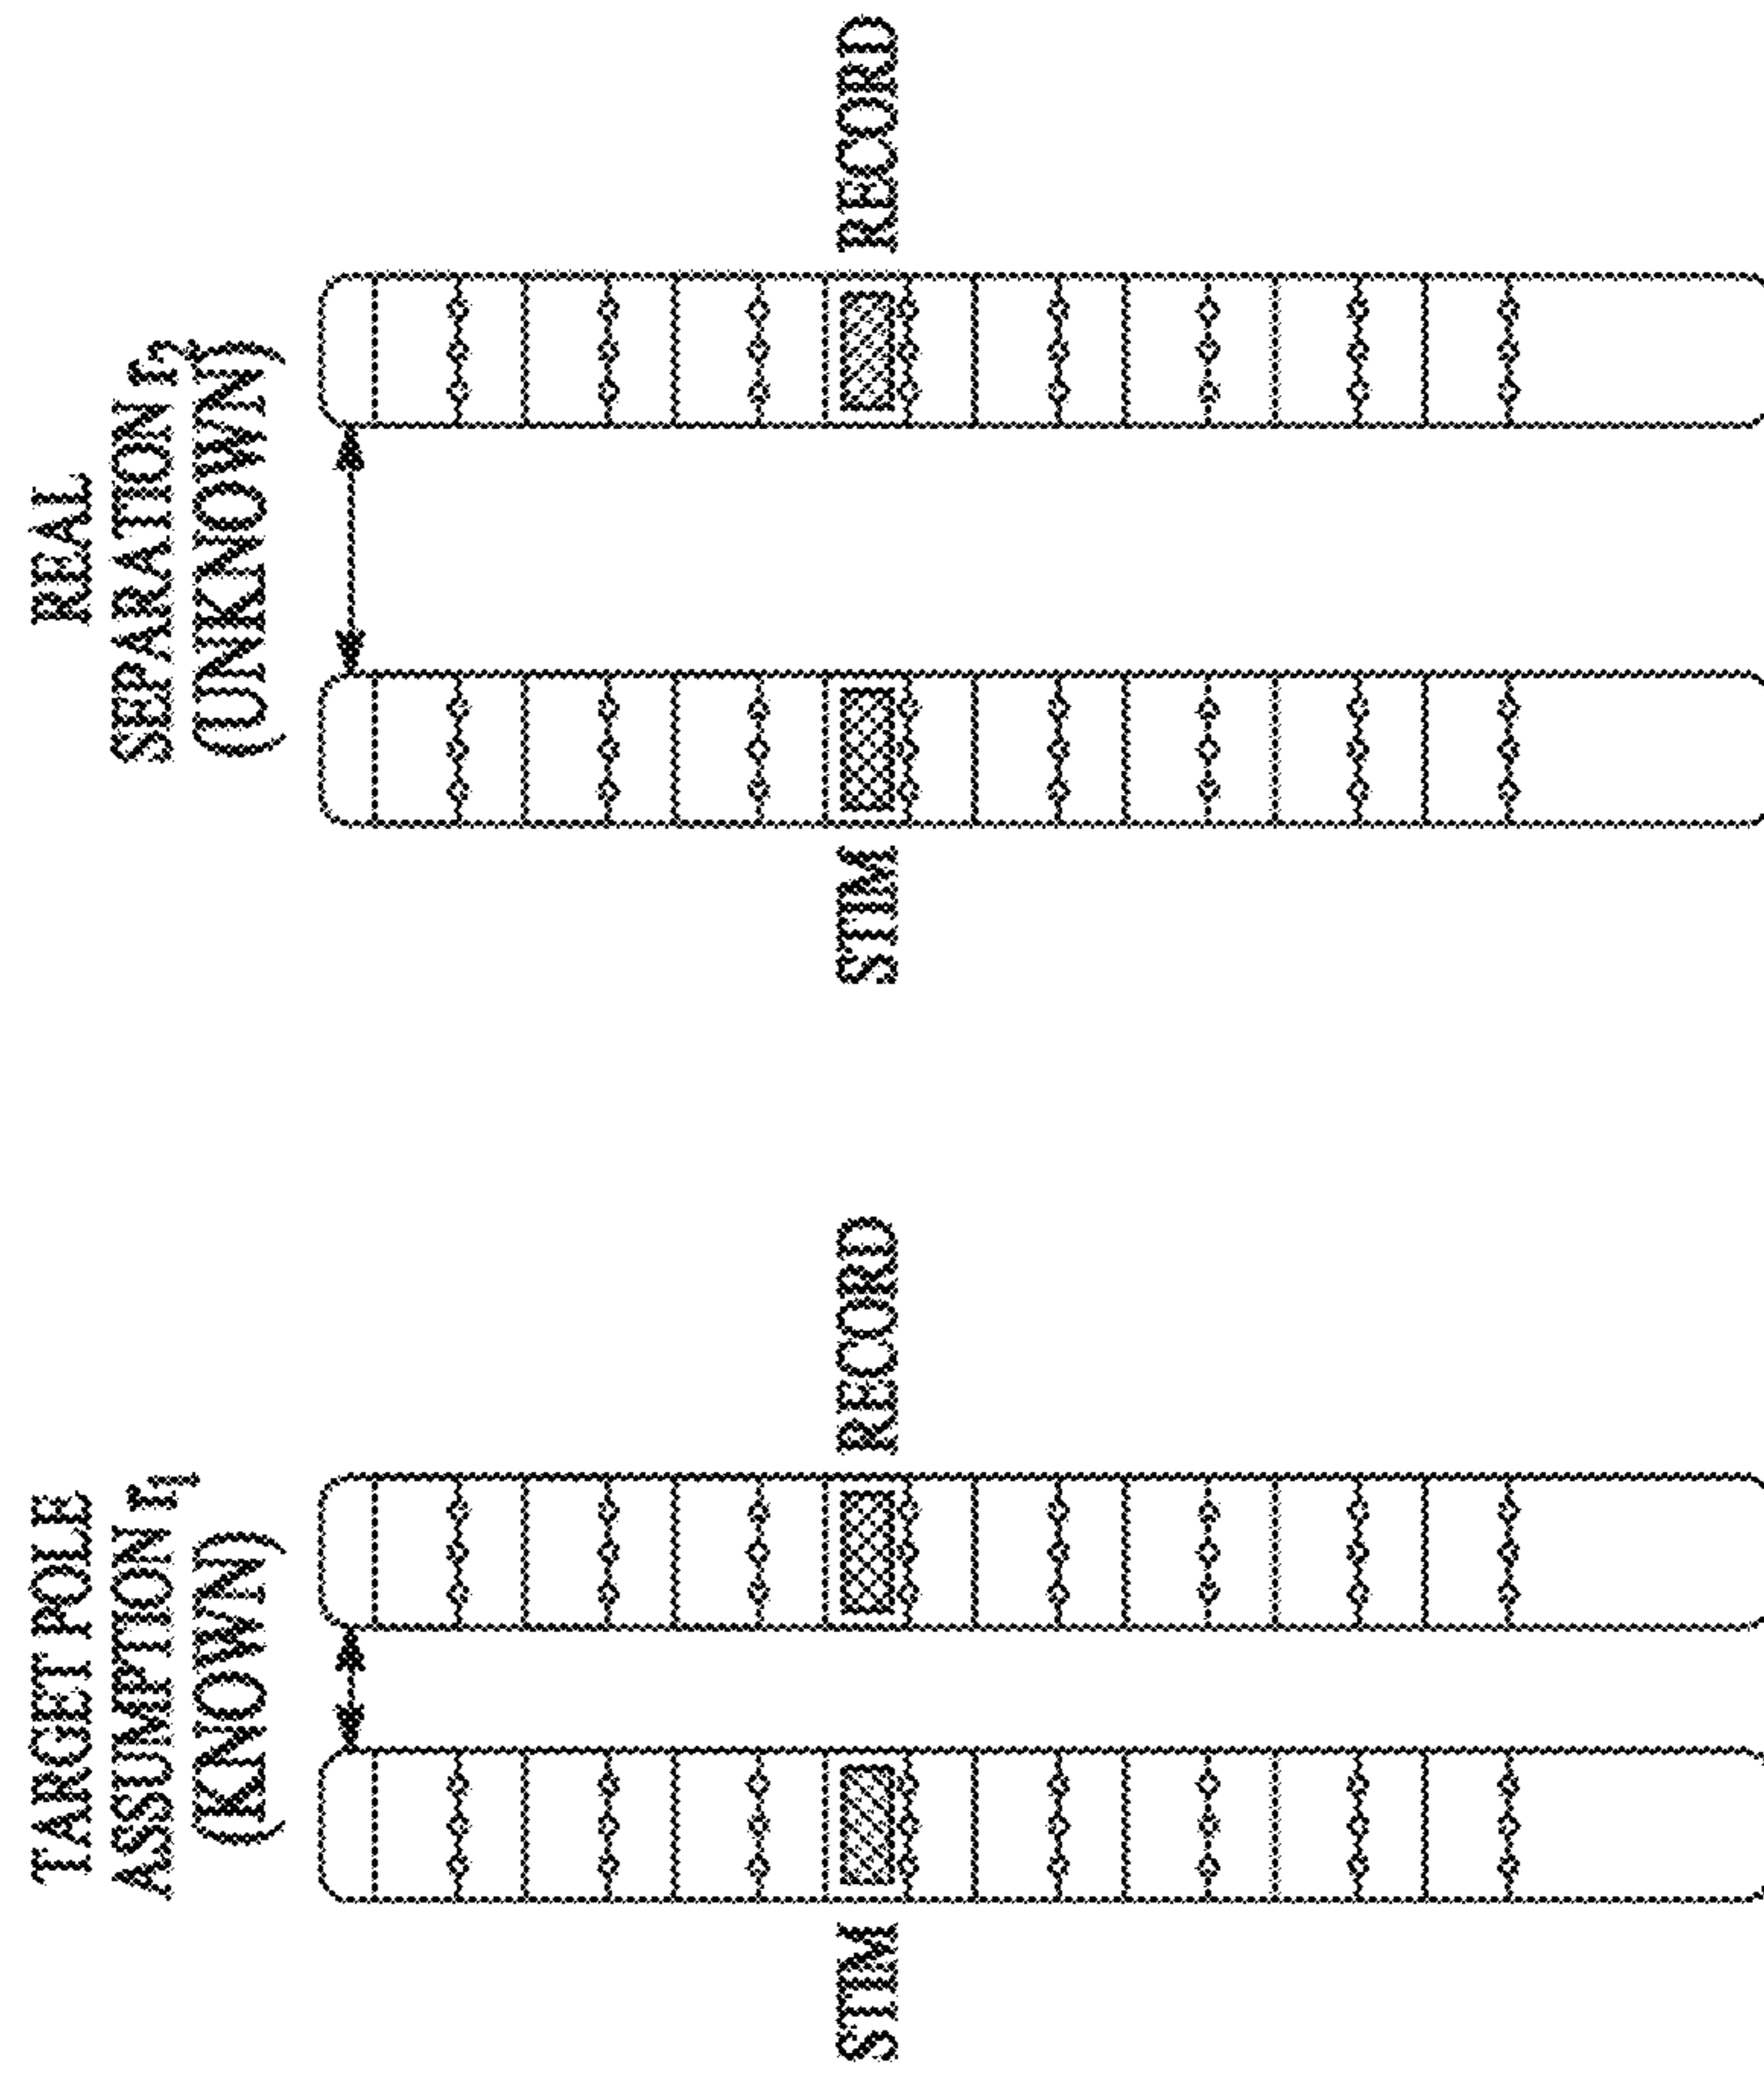 TARGET POLE
ASSUMPTION r₁
(KNOWN)
STIM
RECORD
REAL
SEPARATION r₂
(UNKNOWN)
STIM
RECORD